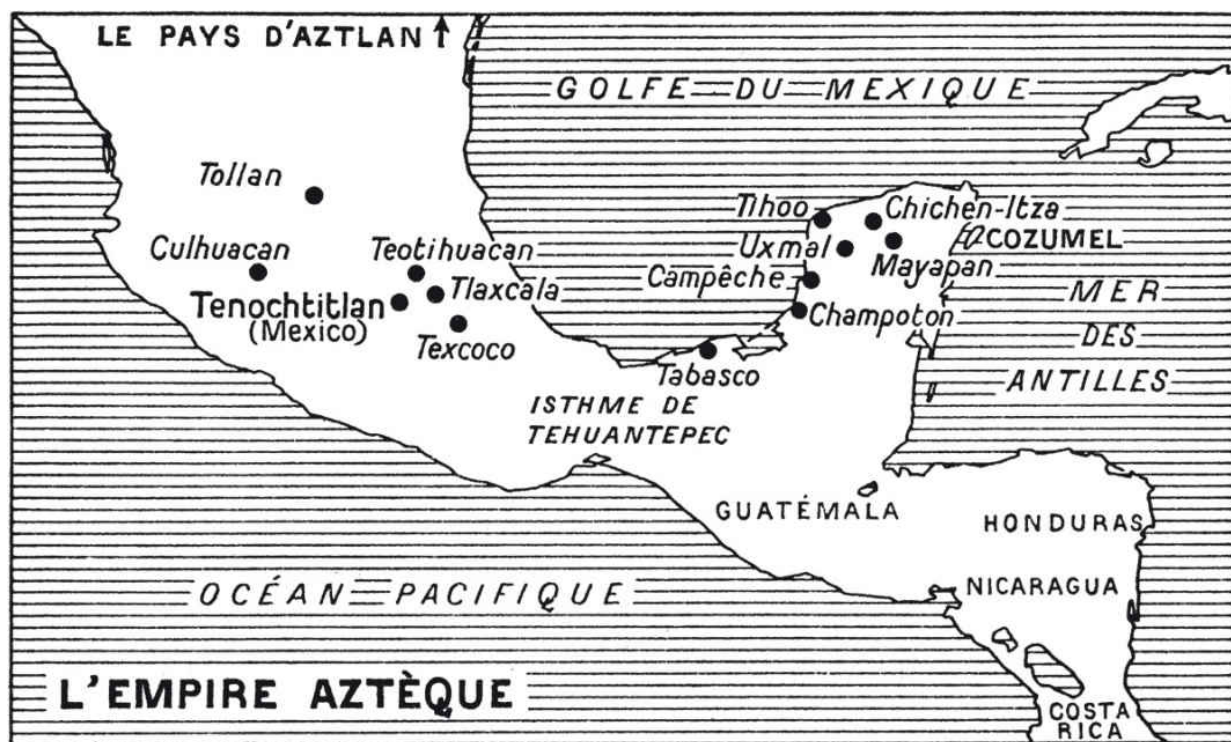 LE PAYS D'AZTLAN
GOLFE DU MEXIQUE
Tollan
Tihoo
Chichen-Itza
Culhuacan
Teotihuacan
Uxmal
COZUMEL
Mayapan
Tlaxcala
Campêche
MER
DES
ANTILLES
Tenochtitlan
(Mexico)
Champoton
Texcoco
Tabasco
ISTHME DE
TEHUANTEPEC
GUATÉMALA
HONDURAS
NICARAGUA
OCÉAN PACIFIQUE
L'EMPIRE AZTÈQUE
COSTA
RICA